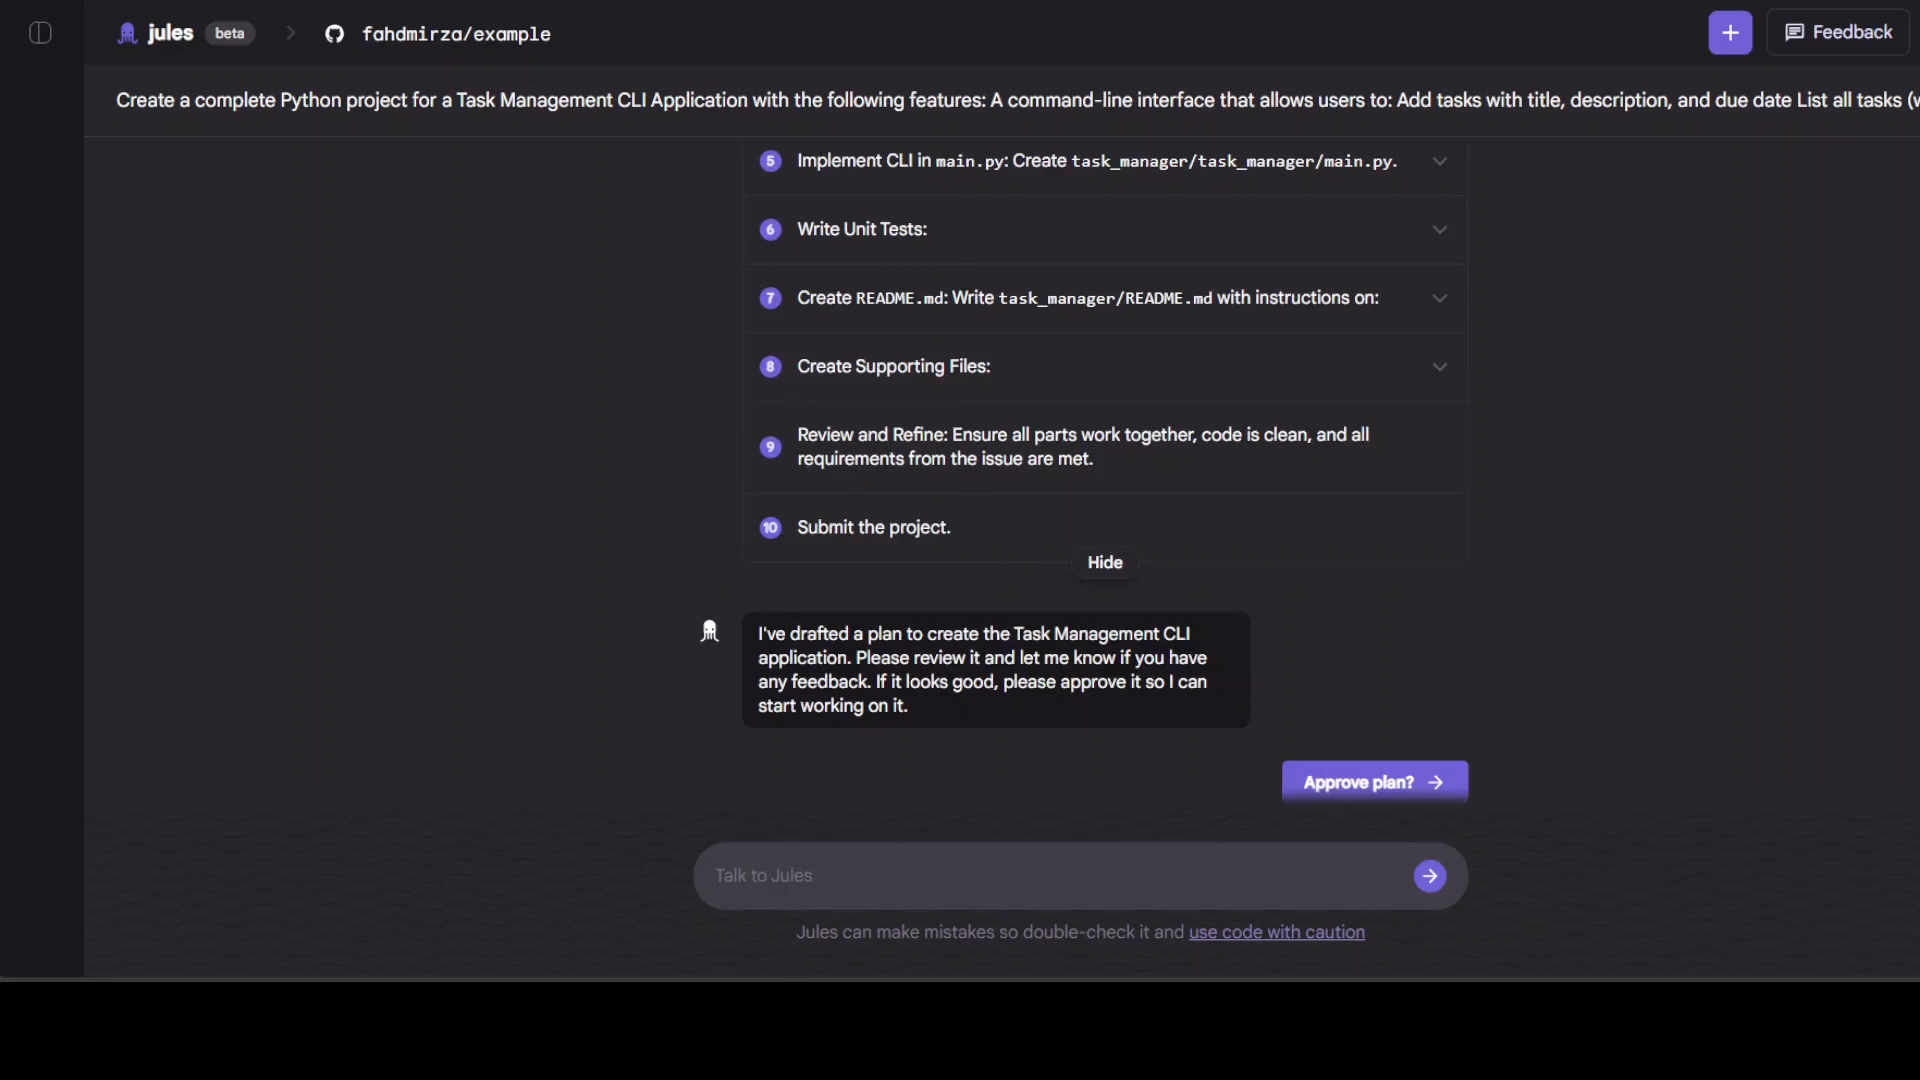 jules beta fahdmirza/example + Feedback
Create a complete Python project for a Task Management CLI Application with the following features: A command-line interface that allows users to: Add tasks with title, description, and due date List all tasks (
5 Implement CLI in main.py: Create task_manager/task_manager/main.py.
6 Write Unit Tests:
7 Create README.md: Write task_manager/README.md with instructions on:
8 Create Supporting Files:
9 Review and Refine: Ensure all parts work together, code is clean, and all
requirements from the issue are met.
10 Submit the project.
Hide
I've drafted a plan to create the Task Management CLI
application. Please review it and let me know if you have
any feedback. If it looks good, please approve it so I can
start working on it.
Approve plan?
Talk to Jules
Jules can make mistakes so double-check it and use code with caution